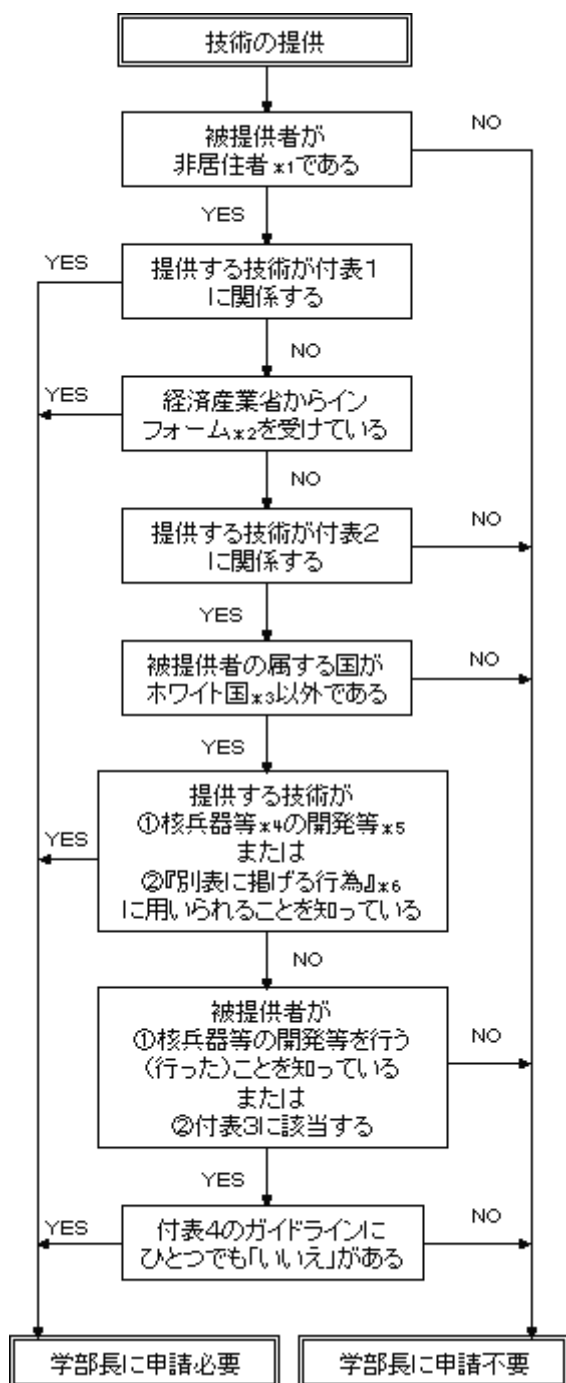 技術の提供
被提供者が
非居住者*1である
NO
YES
提供する技術が付表1
に関係する
YES
NO
経済産業省からイン
フォーム*2を受けている
YES
NO
提供する技術が付表2
に関係する
NO
YES
被提供者の属する国が
ホワイト国*3以外である
NO
YES
提供する技術が
①核兵器等*4の開発等*5
または
②『別表に掲げる行為』*6
に用いられることを知っている
YES
NO
被提供者が
①核兵器等の開発等を行う
(行った)ことを知っている
または
②付表3に該当する
NO
YES
付表4のガイドラインに
ひとつでも「いいえ」がある
YES
NO
学部長に申請必要
学部長に申請不要